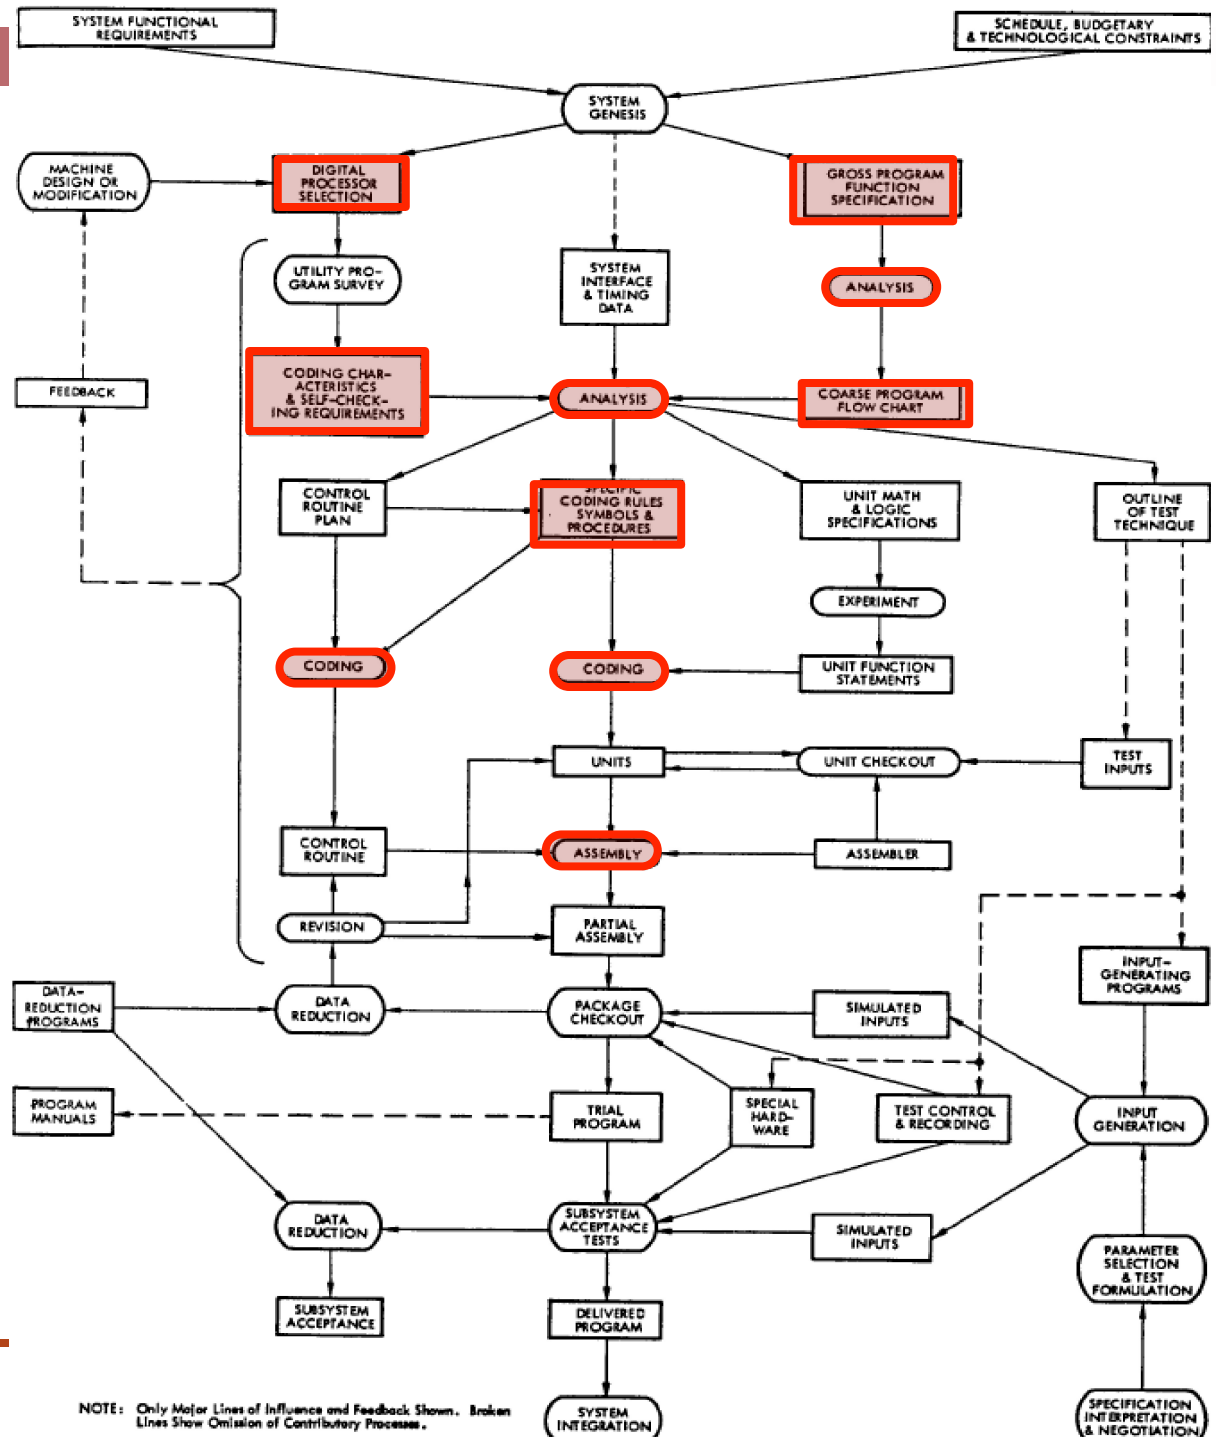 SYSTEM FUNCTIONAL
REQUIREMENTS
SCHEDULE, BUDGETARY
& TECHNOLOGICAL CONSTRAINTS
SYSTEM
GENESIS
MACHINE
DESIGN OR
MODIFICATION
DIGITAL
PROCESSOR
SELECTION
GROSS PROGRAM
FUNCTION
SPECIFICATION
UTILITY PRO-
GRAM SURVEY
SYSTEM
INTERFACE
& TIMING
DATA
ANALYSIS
FEEDBACK
CODING CHAR-
ACTERISTICS
& SELF-CHECK-
ING REQUIREMENTS
ANALYSIS
COARSE PROGRAM
FLOW CHART
CONTROL
ROUTINE
PLAN
SPECIFIC
CODING RULES
SYMBOLS &
PROCEDURES
UNIT MATH
& LOGIC
SPECIFICATIONS
OUTLINE
OF TEST
TECHNIQUE
EXPERIMENT
CODING
CODING
UNIT FUNCTION
STATEMENTS
UNITS
UNIT CHECKOUT
TEST
INPUTS
CONTROL
ROUTINE
ASSEMBLY
ASSEMBLER
REVISION
PARTIAL
ASSEMBLY
INPUT-
GENERATING
PROGRAMS
DATA-
REDUCTION
PROGRAMS
DATA
REDUCTION
PACKAGE
CHECKOUT
SIMULATED
INPUTS
PROGRAM
MANUALS
TRIAL
PROGRAM
SPECIAL
HARD-
WARE
TEST CONTROL
& RECORDING
INPUT
GENERATION
DATA
REDUCTION
SUBSYSTEM
ACCEPTANCE
TESTS
SIMULATED
INPUTS
PARAMETER
SELECTION
& TEST
FORMULATION
SUBSYSTEM
ACCEPTANCE
DELIVERED
PROGRAM
SYSTEM
INTEGRATION
SPECIFICATION
INTERPRETATION
& NEGOTIATION
NOTE: Only Major Lines of Influence and Feedback Shown. Broken
Lines Show Omission of Contributory Processes.